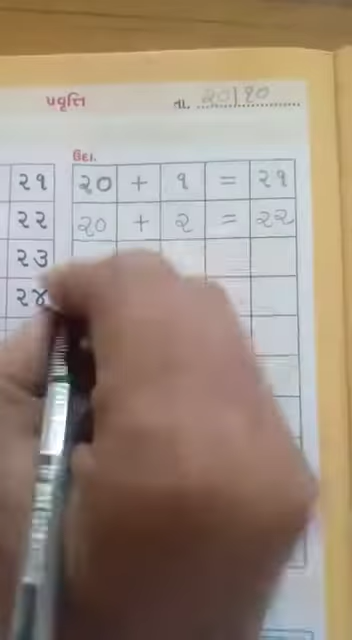 પ્રવૃત્તિ તા. ૨૦/૧૦
ઉદા.
૨૧ ૨૦ + ૧ = ૨૧
૨૨ ૨૦ + ૨ = ૨૨
૨૩
૨૪